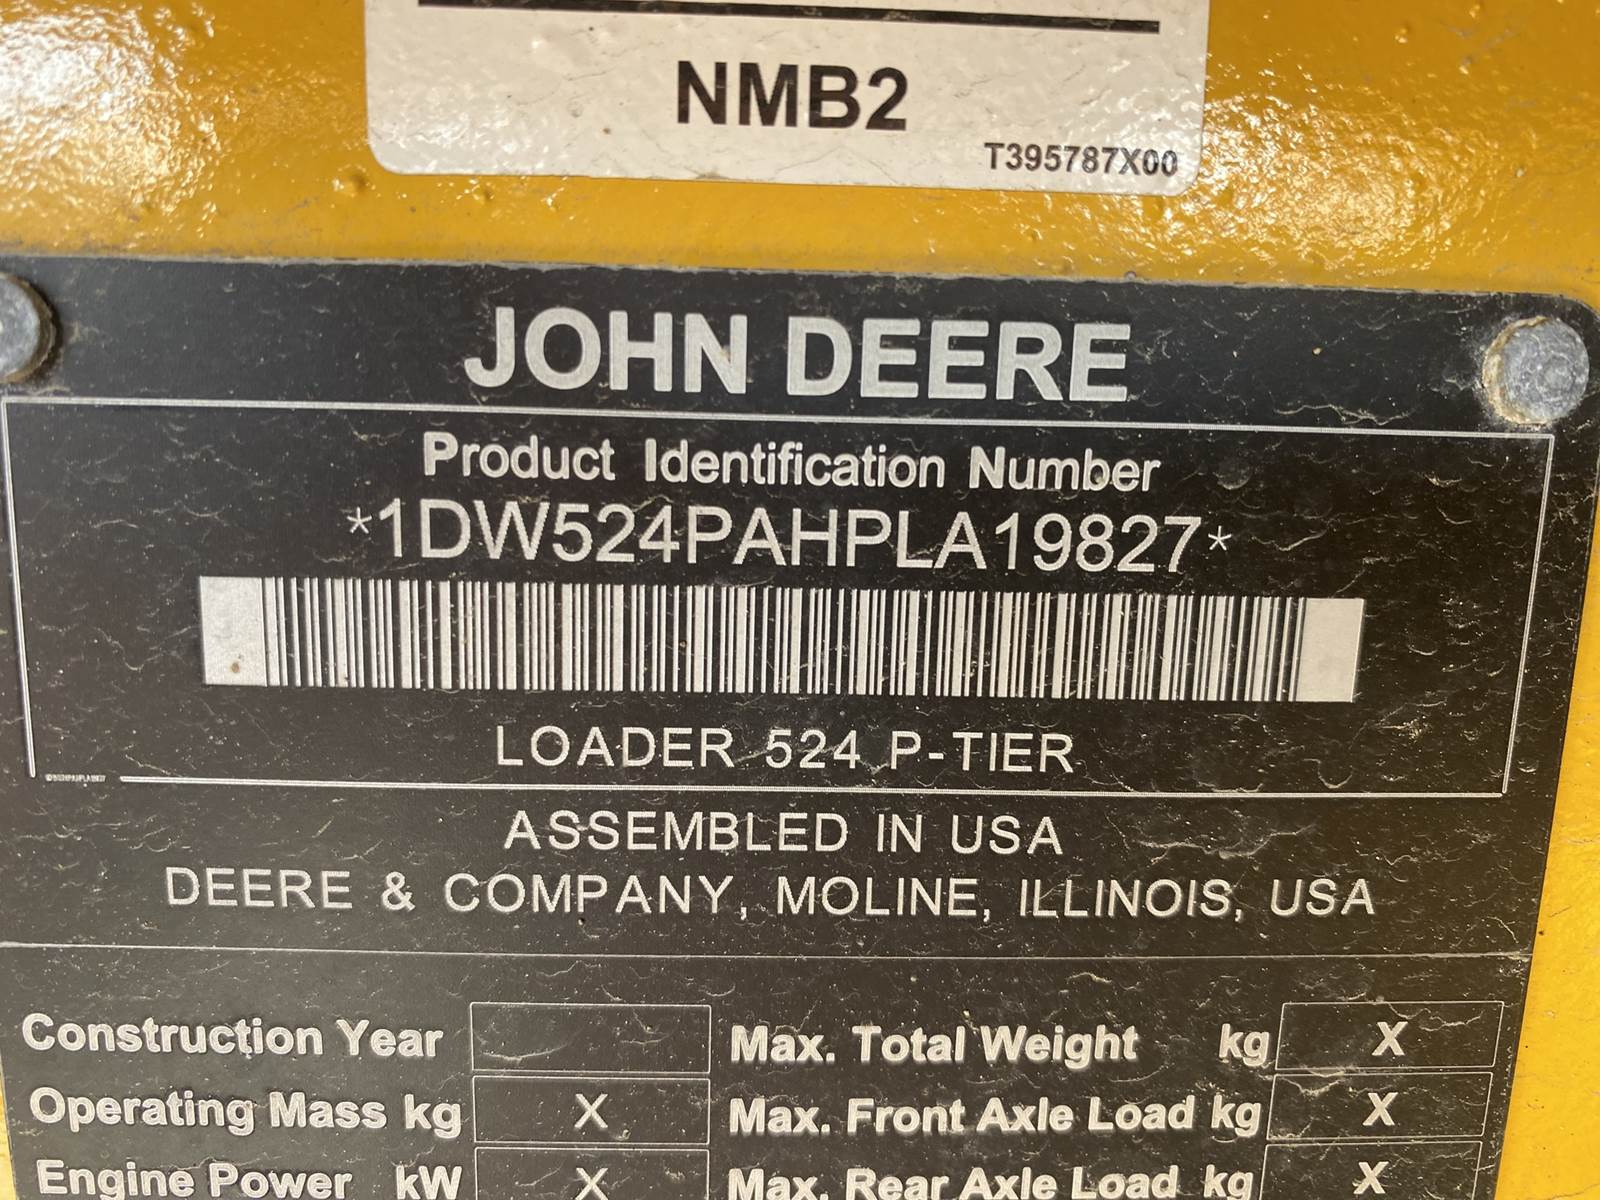 NMB2
T395787X00
JOHN DEERE
Product Identification Number
*1DW524PAHPLA19827*
LOADER 524 P-TIER
ASSEMBLED IN USA
DEERE & COMPANY, MOLINE, ILLINOIS, USA
Construction Year Max. Total Weight kg X
Operating Mass kg X Max. Front Axle Load kg X
Engine Power kW X Max. Rear Axle Load kg X